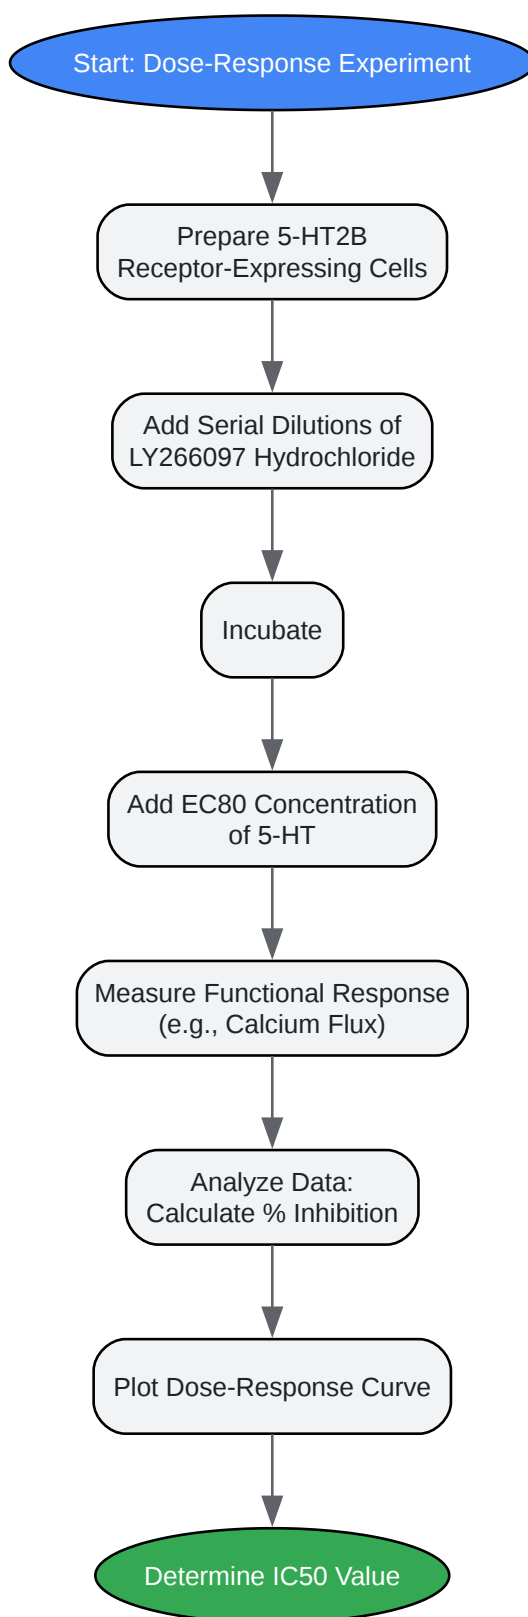 Start: Dose-Response Experiment
Prepare 5-HT2B
Receptor-Expressing Cells
Add Serial Dilutions of
LY266097 Hydrochloride
Incubate
Add EC80 Concentration
of 5-HT
Measure Functional Response
(e.g., Calcium Flux)
Analyze Data:
Calculate % Inhibition
Plot Dose-Response Curve
Determine IC50 Value